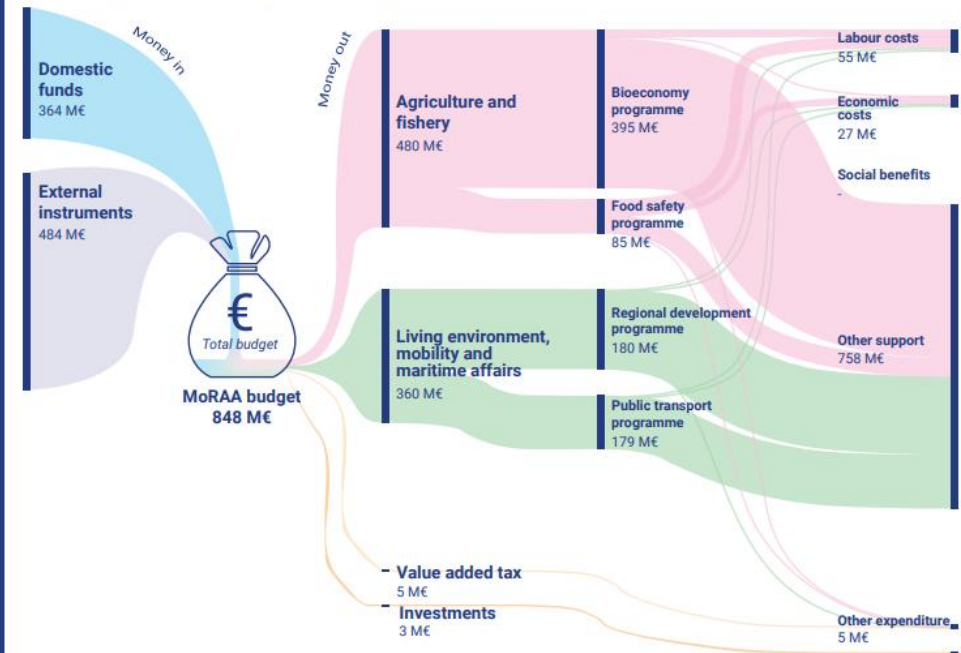 Money in
Domestic
funds
364 M€
External
instruments
484 M€
€
Total budget
MoRAA budget
848 M€
Money out
Agriculture and
fishery
480 M€
Living environment,
mobility and
maritime affairs
360 M€
Value added tax
5 M€
Investments
3 M€
Bioeconomy
programme
395 M€
Food safety
programme
85 M€
Regional development
programme
180 M€
Public transport
programme
179 M€
Labour costs
55 M€
Economic
costs
27 M€
Social benefits
-
Other support
758 M€
Other expenditure
5 M€